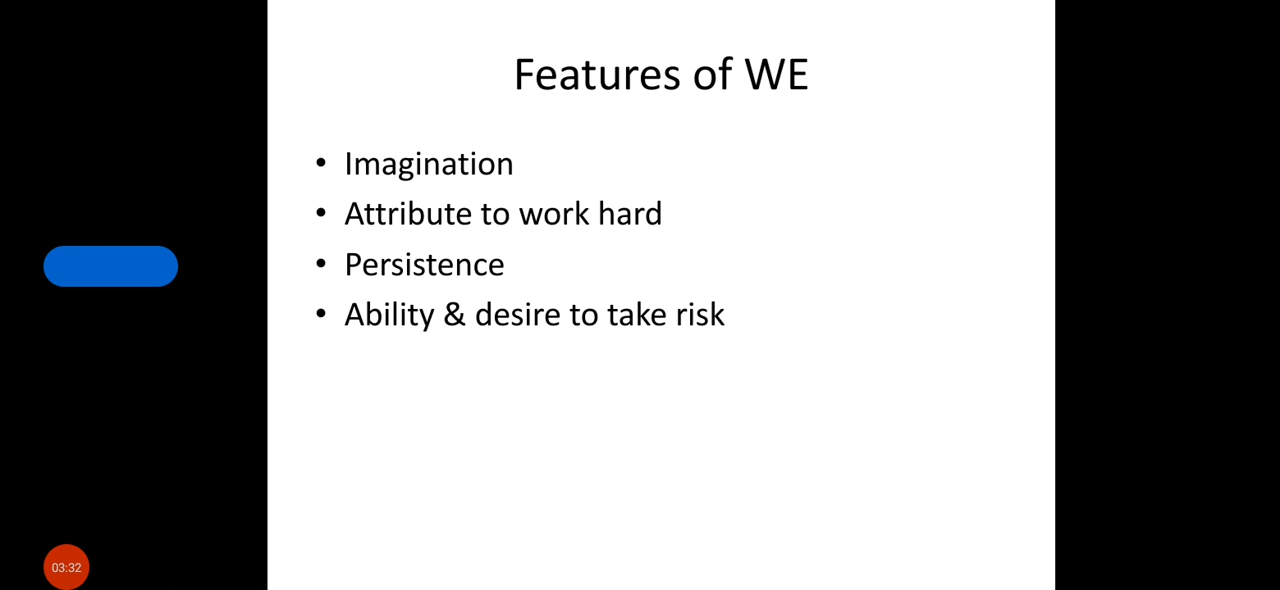 Features of WE
• Imagination
• Attribute to work hard
• Persistence
• Ability & desire to take risk
03:32